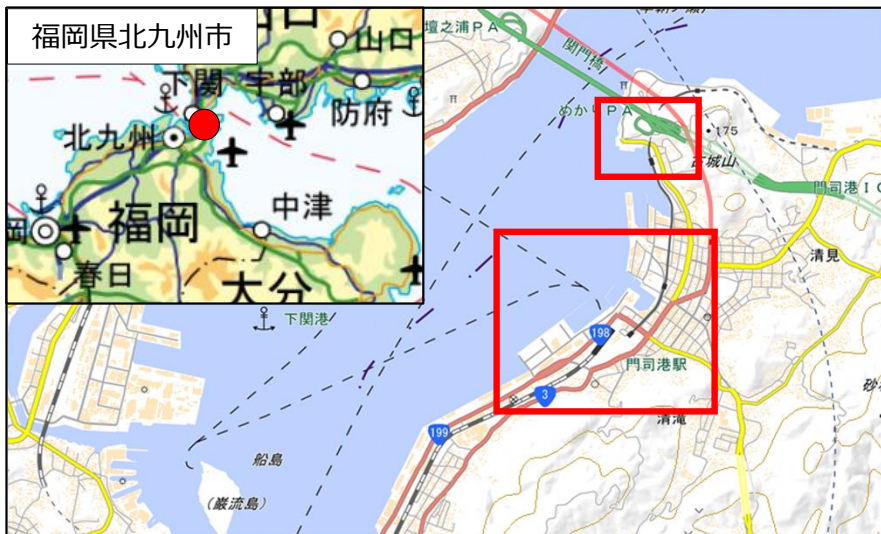 福岡県北九州市
山口
下関
宇部
防府
北九州
中津
福岡
春日
大分
壇之浦PA
関門橋
めかりPA
175
古城山
門司港IC
清見
下関港
198
門司港駅
3
清滝
199
船島
(巌流島)